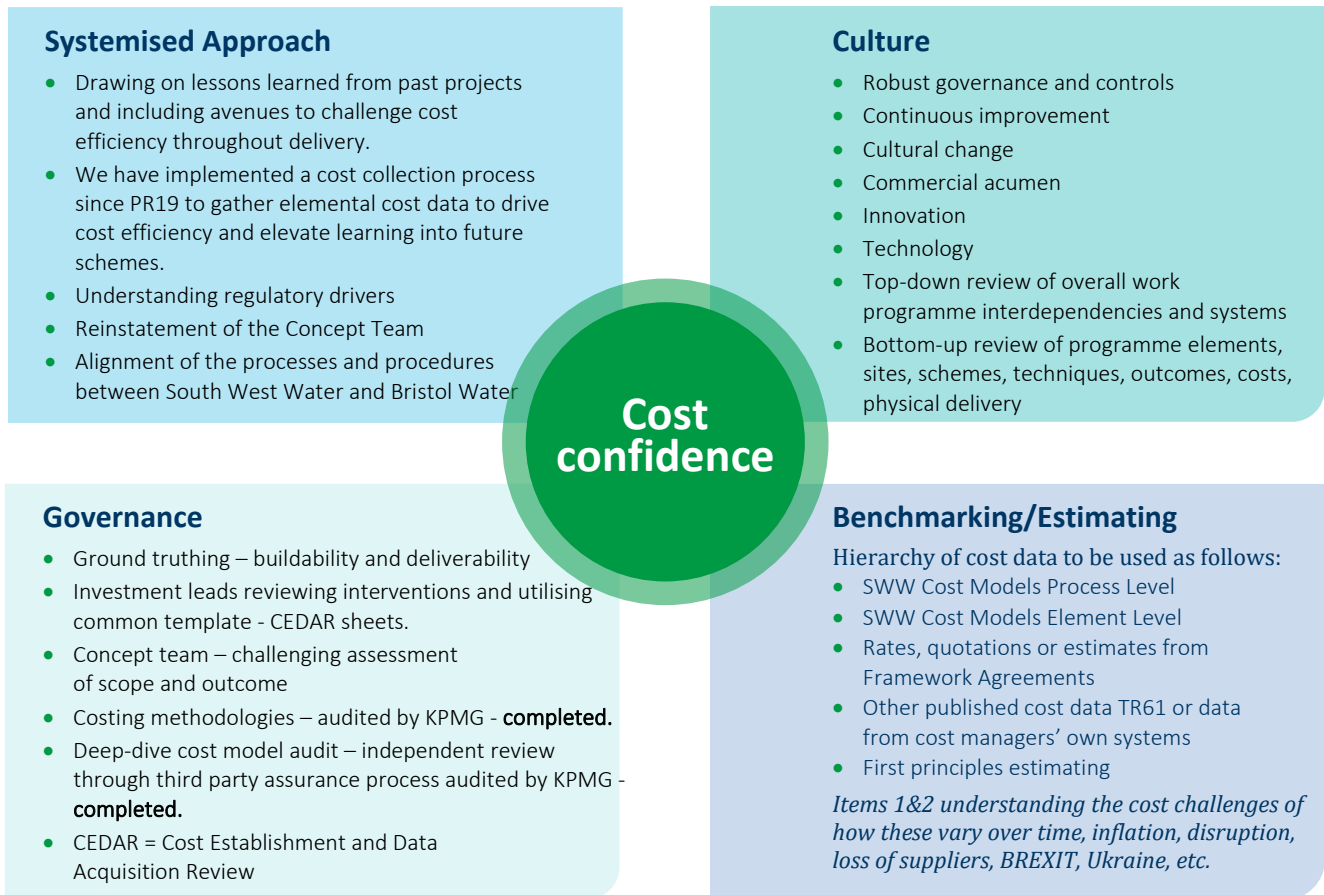 Systemised Approach
• Drawing on lessons learned from past projects
and including avenues to challenge cost
efficiency throughout delivery.
• We have implemented a cost collection process
since PR19 to gather elemental cost data to drive
cost efficiency and elevate learning into future
schemes.
• Understanding regulatory drivers
• Reinstatement of the Concept Team
• Alignment of the processes and procedures
between South West Water and Bristol Water
Culture
• Robust governance and controls
• Continuous improvement
• Cultural change
• Commercial acumen
• Innovation
• Technology
• Top-down review of overall work
programme interdependencies and systems
• Bottom-up review of programme elements,
sites, schemes, techniques, outcomes, costs,
physical delivery
Cost
confidence
Governance
• Ground truthing – buildability and deliverability
• Investment leads reviewing interventions and utilising
common template - CEDAR sheets.
• Concept team – challenging assessment
of scope and outcome
• Costing methodologies – audited by KPMG - completed.
• Deep-dive cost model audit – independent review
through third party assurance process audited by KPMG -
completed.
• CEDAR = Cost Establishment and Data
Acquisition Review
Benchmarking/Estimating
Hierarchy of cost data to be used as follows:
• SWW Cost Models Process Level
• SWW Cost Models Element Level
• Rates, quotations or estimates from
Framework Agreements
• Other published cost data TR61 or data
from cost managers’ own systems
• First principles estimating
Items 1&2 understanding the cost challenges of
how these vary over time, inflation, disruption,
loss of suppliers, BREXIT, Ukraine, etc.